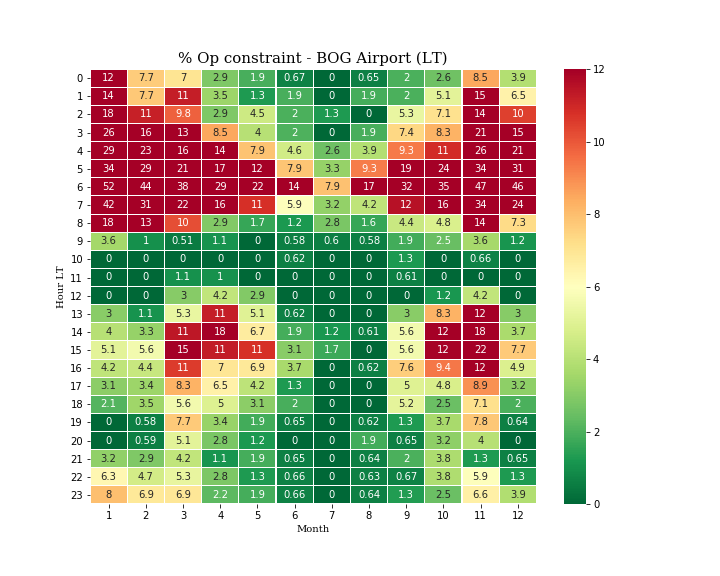 % Op constraint - BOG Airport (LT)
0 12 7.7 7 2.9 1.9 0.67 0 0.65 2 2.6 8.5 3.9
1 14 7.7 11 3.5 1.3 1.9 0 1.9 2 5.1 15 6.5
2 18 11 9.8 2.9 4.5 2 1.3 0 5.3 7.1 14 10
3 26 16 13 8.5 4 2 0 1.9 7.4 8.3 21 15
4 29 23 16 14 7.9 4.6 2.6 3.9 9.3 11 26 21
5 34 29 21 17 12 7.9 3.3 9.3 19 24 34 31
6 52 44 38 29 22 14 7.9 17 32 35 47 46
7 42 31 22 16 11 5.9 3.2 4.2 12 16 34 24
8 18 13 10 2.9 1.7 1.2 2.8 1.6 4.4 4.8 14 7.3
9 3.6 1 0.51 1.1 0 0.58 0.6 0.58 1.9 2.5 3.6 1.2
10 0 0 0 0 0 0.62 0 0 1.3 0 0.66 0
11 0 0 1.1 1 0 0 0 0 0.61 0 0 0
12 0 0 3 4.2 2.9 0 0 0 0 1.2 4.2 0
13 3 1.1 5.3 11 5.1 0.62 0 0 3 8.3 12 3
14 4 3.3 11 18 6.7 1.9 1.2 0.61 5.6 12 18 3.7
15 5.1 5.6 15 11 11 3.1 1.7 0 5.6 12 22 7.7
16 4.2 4.4 11 7 6.9 3.7 0 0.62 7.6 9.4 12 4.9
17 3.1 3.4 8.3 6.5 4.2 1.3 0 0 5 4.8 8.9 3.2
18 2.1 3.5 5.6 5 3.1 2 0 0 5.2 2.5 7.1 2
19 0 0.58 7.7 3.4 1.9 0.65 0 0.62 1.3 3.7 7.8 0.64
20 0 0.59 5.1 2.8 1.2 0 0 1.9 0.65 3.2 4 0
21 3.2 2.9 4.2 1.1 1.9 0.65 0 0.64 2 3.8 1.3 0.65
22 6.3 4.7 5.3 2.8 1.3 0.66 0 0.63 0.67 3.8 5.9 1.3
23 8 6.9 6.9 2.2 1.9 0.66 0 0.64 1.3 2.5 6.6 3.9
1 2 3 4 5 6 7 8 9 10 11 12
Month
Hour LT
12
10
8
6
4
2
0